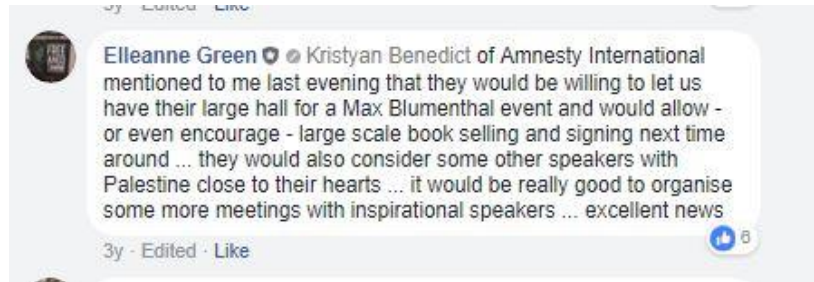 Elleanne Green Kristyan Benedict of Amnesty International
mentioned to me last evening that they would be willing to let us
have their large hall for a Max Blumenthal event and would allow -
or even encourage - large scale book selling and signing next time
around ... they would also consider some other speakers with
Palestine close to their hearts ... it would be really good to organise
some more meetings with inspirational speakers ... excellent news
6
3y · Edited · Like